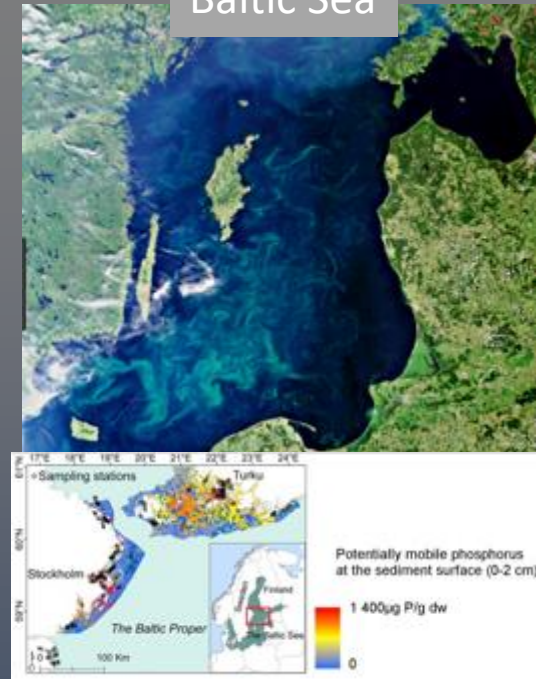 Baltic Sea
17°E 18°E 19°E 20°E 21°E 22°E 23°E 24°E
Sampling stations
Turku
61°N
60°N
Stockholm
59°N
Finland
The Baltic Sea
The Baltic Proper
100 Km
Potentially mobile phosphorus
at the sediment surface (0-2 cm)
1 400µg P/g dw
0